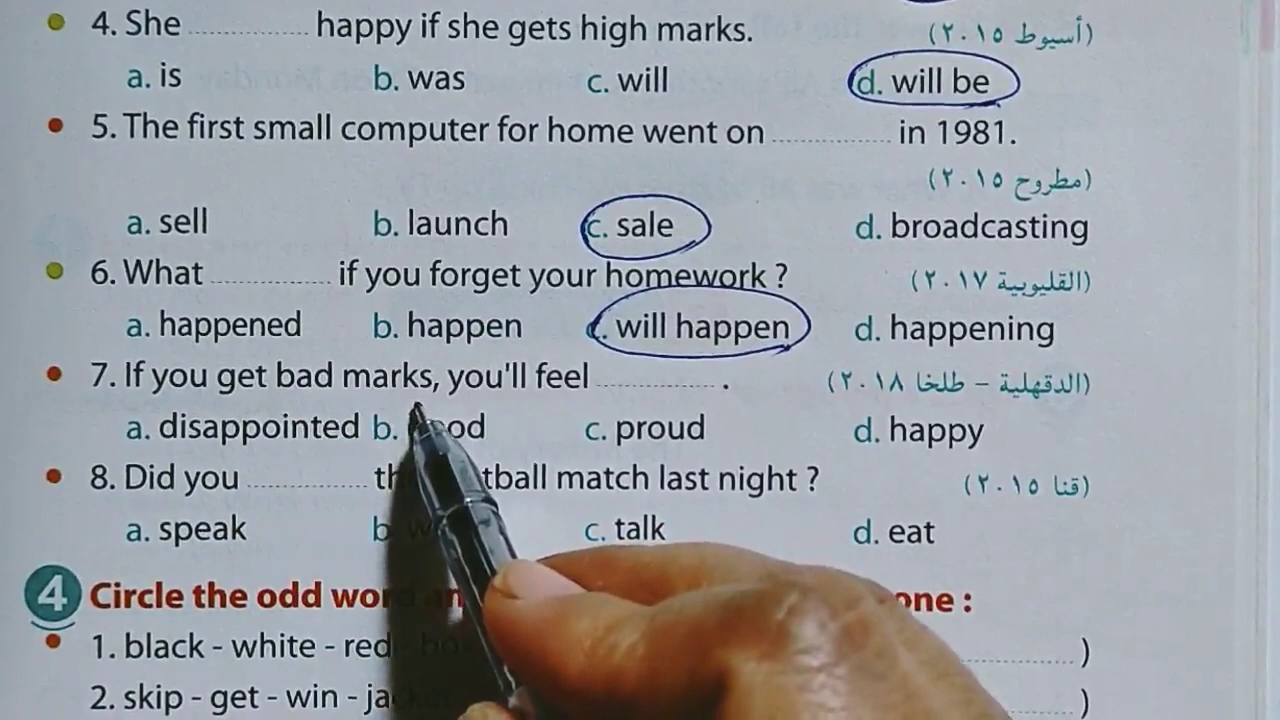 4. She ............ happy if she gets high marks. (أسيوط ٢٠١٥)
a. is b. was c. will d. will be
5. The first small computer for home went on ............ in 1981.
(مطروح ٢٠١٥)
a. sell b. launch c. sale d. broadcasting
6. What ............ if you forget your homework ? (القليوبية ٢٠١٧)
a. happened b. happen c. will happen d. happening
7. If you get bad marks, you'll feel ............ . (الدقهلية – طلخا ٢٠١٨)
a. disappointed b. c. proud d. happy
8. Did you ............ match last night ? (قنا ٢٠١٥)
a. speak b. c. talk d. eat
4 Circle the odd one :
1. black - white - red ............ )
2. skip - get - win - ............ )